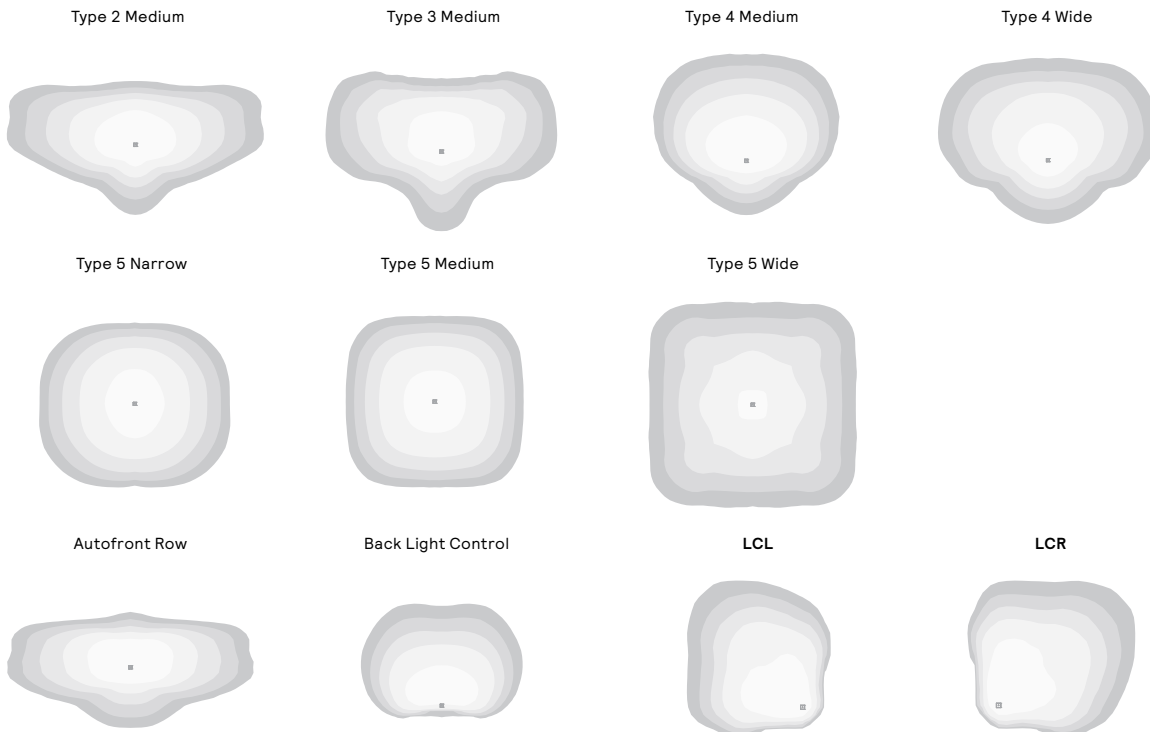 Type 2 Medium
Type 3 Medium
Type 4 Medium
Type 4 Wide
Type 5 Narrow
Type 5 Medium
Type 5 Wide
Autofront Row
Back Light Control
LCL
LCR